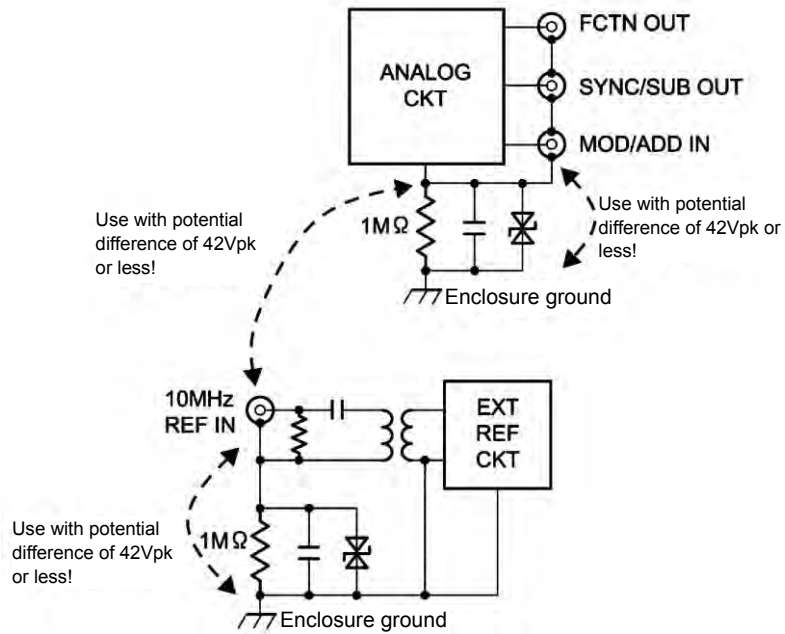 FCTN OUT
ANALOG
CKT
SYNC/SUB OUT
MOD/ADD IN
Use with potential
difference of 42Vpk
or less!
1MΩ
Use with potential
difference of 42Vpk or
less!
Enclosure ground
10MHz
REF IN
EXT
REF
CKT
Use with potential
difference of 42Vpk
or less!
1MΩ
Enclosure ground